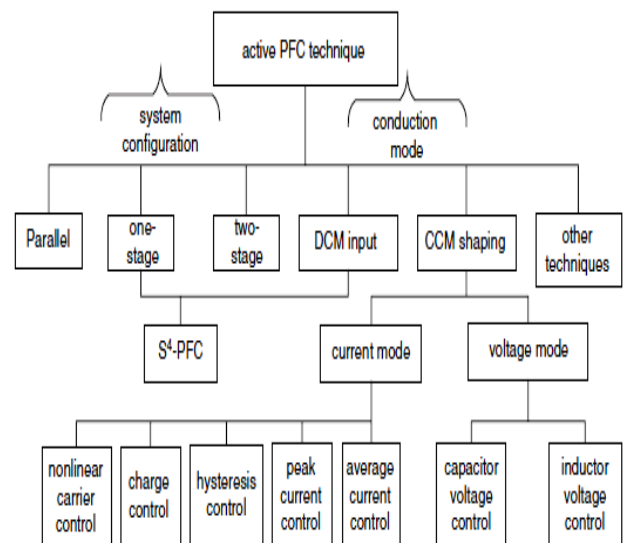 active PFC technique
system
configuration
conduction
mode
Parallel
one-
stage
two-
stage
DCM input
CCM shaping
other
techniques
S⁴-PFC
current mode
voltage mode
nonlinear
carrier
control
charge
control
hysteresis
control
peak
current
control
average
current
control
capacitor
voltage
control
inductor
voltage
control